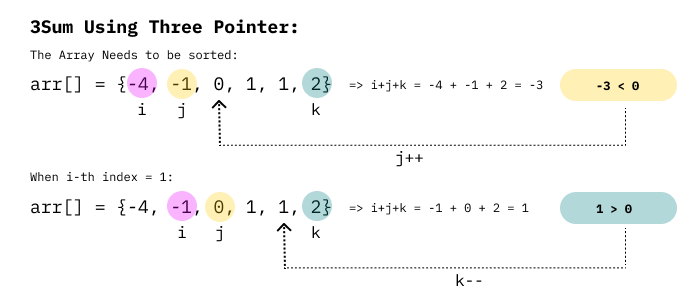 3Sum Using Three Pointer:
The Array Needs to be sorted:
arr[] = {-4, -1, 0, 1, 1, 2} => i+j+k = -4 + -1 + 2 = -3 -3 < 0
i j k
j++
When i-th index = 1:
arr[] = {-4, -1, 0, 1, 1, 2} => i+j+k = -1 + 0 + 2 = 1 1 > 0
i j k
k--